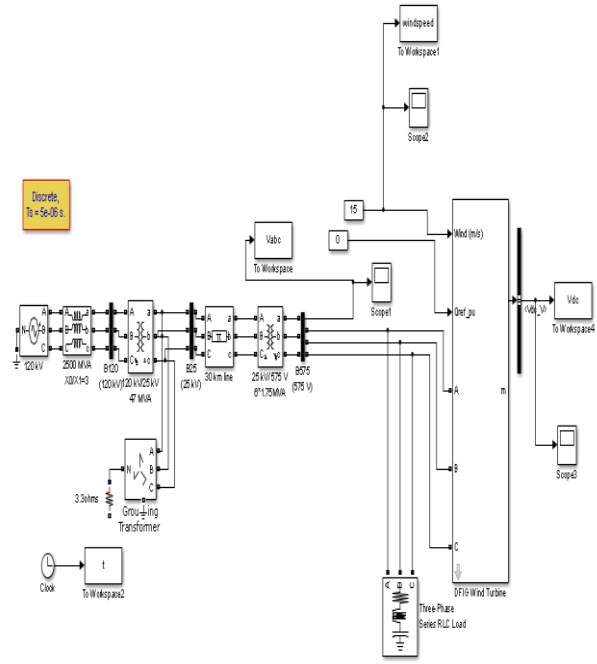 windspeed
To Workspace1
Scope2
Discrete,
Ts = 5e-06 s.
15
0
Wind (m/s)
Qref_pu
Vabc
To Workspace
Scope1
<Vdc_V>
Vdc
To Workspace4
Scope3
N
A
B
C
120 kV
A
B
C
a
b
c
2500 MVA
X0/X1=3
B120
(120 kV)
A
B
C
a
b
c
120 kV/25 kV
47 MVA
B25
(25 kV)
A
B
C
a
b
c
30 km line
A
B
C
a
b
c
25 kV/ 575 V
6*1.75MVA
B575
(575 V)
A
B
C
m
DFIG Wind Turbine
N
A
B
C
3.3ohms
Grounding
Transformer
Clock
t
To Workspace2
A
B
C
Three-Phase
Series RLC Load